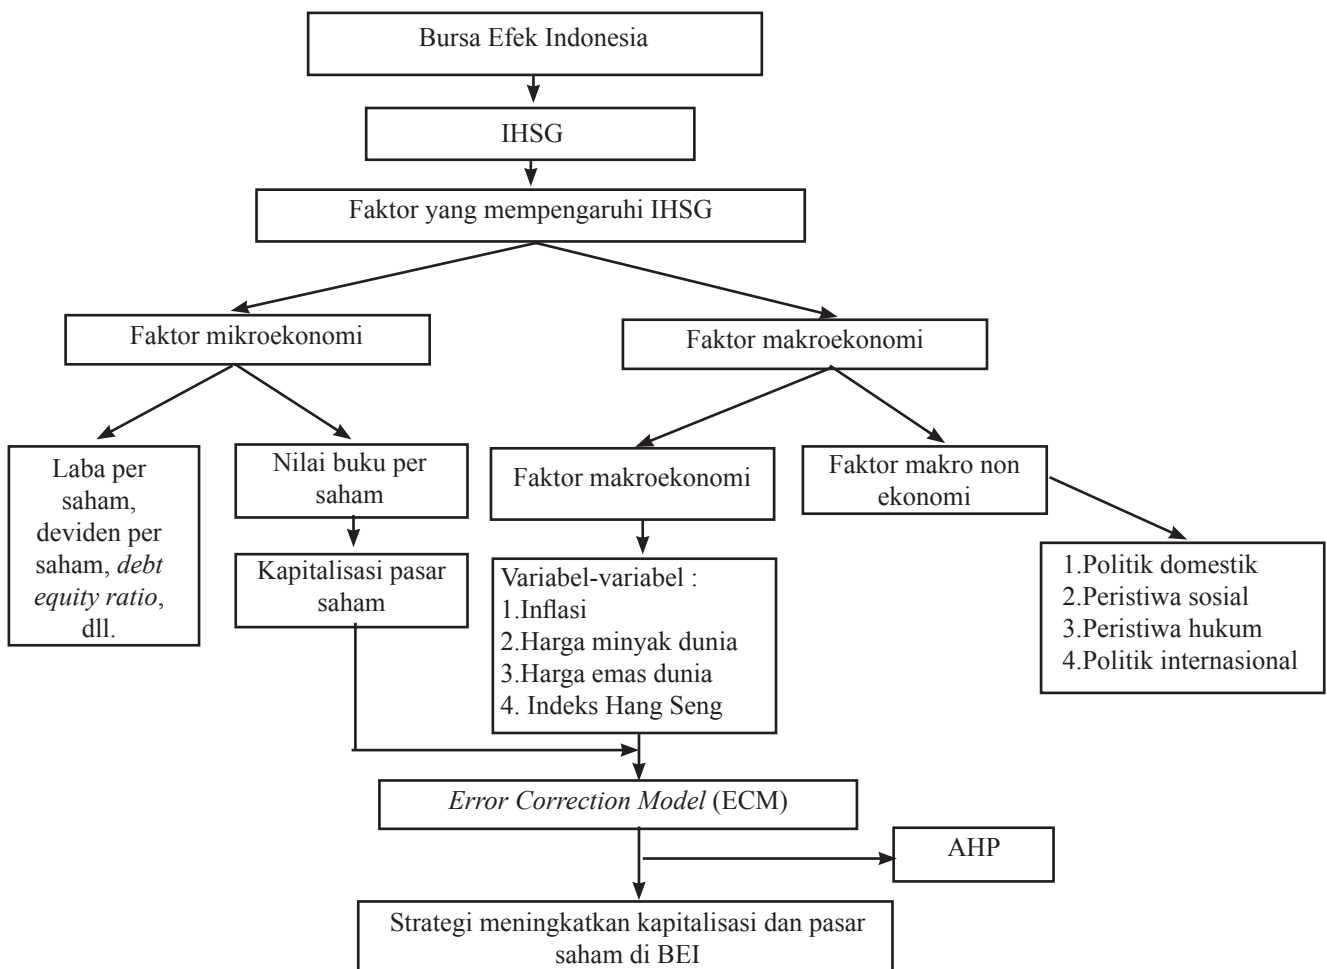 Bursa Efek Indonesia
IHSG
Faktor yang mempengaruhi IHSG
Faktor mikroekonomi
Faktor makroekonomi
Laba per
saham,
deviden per
saham, debt
equity ratio,
dll.
Nilai buku per
saham
Faktor makroekonomi
Faktor makro non
ekonomi
Kapitalisasi pasar
saham
Variabel-variabel :
1.Inflasi
2.Harga minyak dunia
3.Harga emas dunia
4. Indeks Hang Seng
1.Politik domestik
2.Peristiwa sosial
3.Peristiwa hukum
4.Politik internasional
Error Correction Model (ECM)
AHP
Strategi meningkatkan kapitalisasi dan pasar
saham di BEI